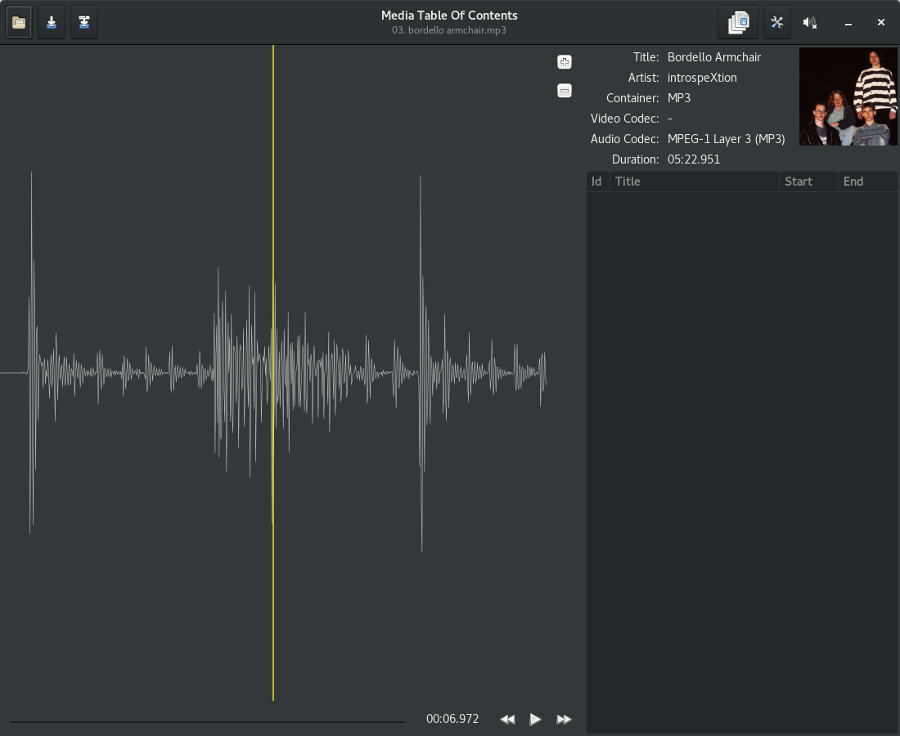 Media Table Of Contents
03. bordello armchair.mp3
Title: Bordello Armchair
Artist: introspeXtion
Container: MP3
Video Codec: -
Audio Codec: MPEG-1 Layer 3 (MP3)
Duration: 05:22.951
Id Title Start End
00:06.972